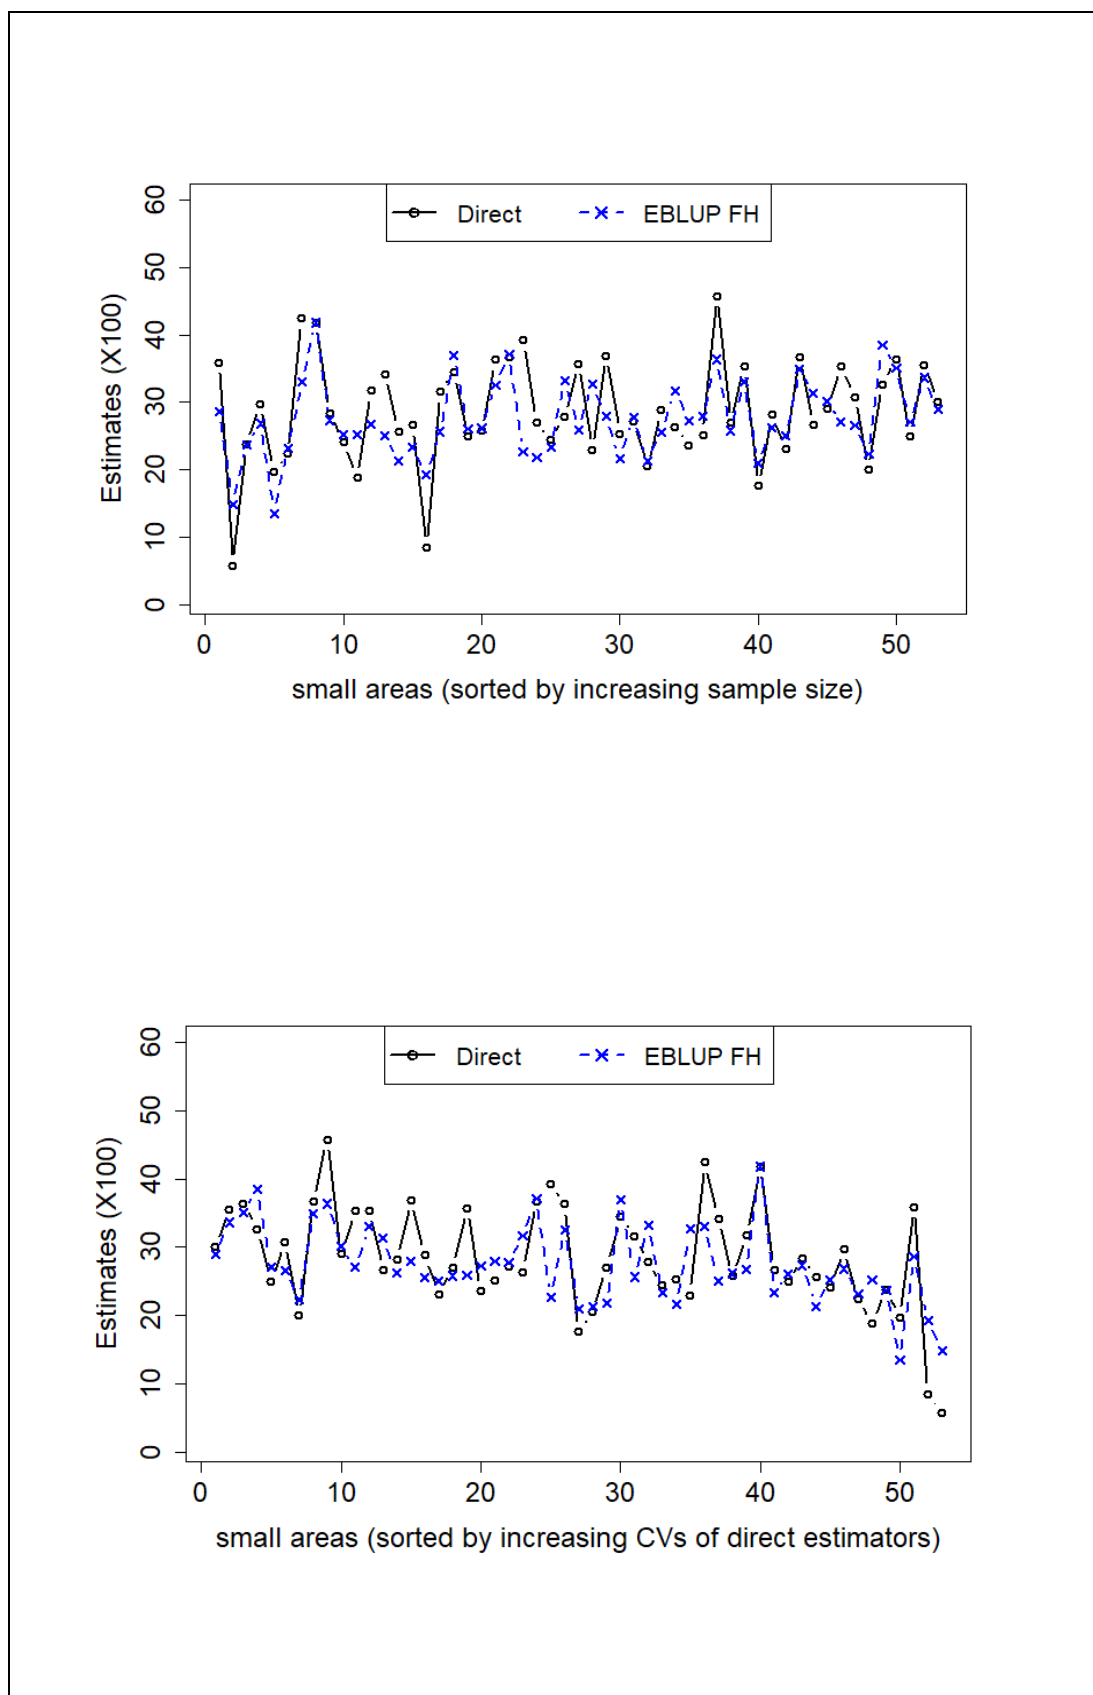 Direct
EBLUP FH
Estimates (X100)
60
50
40
30
20
10
0
0 10 20 30 40 50
small areas (sorted by increasing sample size)
Direct
EBLUP FH
Estimates (X100)
60
50
40
30
20
10
0
0 10 20 30 40 50
small areas (sorted by increasing CVs of direct estimators)